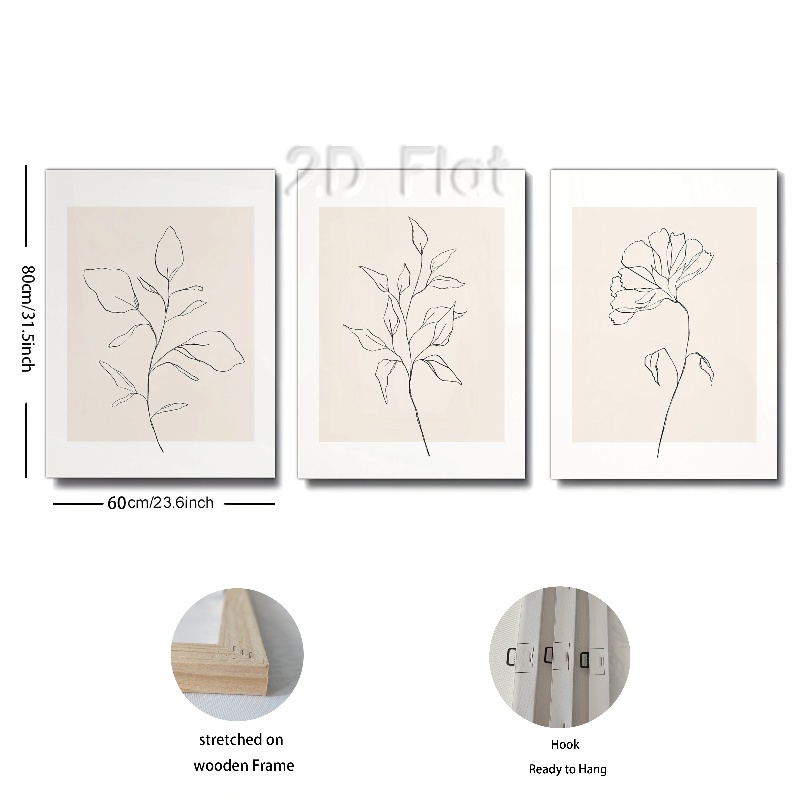 2D Flat
80cm/31.5inch
60cm/23.6inch
stretched on
wooden Frame
Hook
Ready to Hang